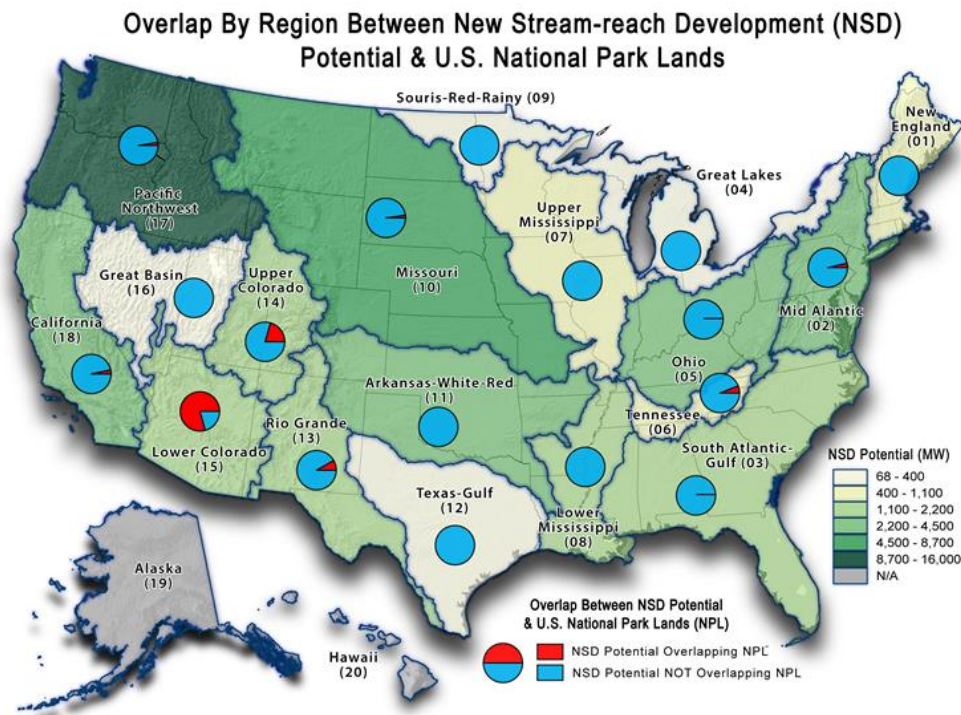 Overlap By Region Between New Stream-reach Development (NSD)
Potential & U.S. National Park Lands
Souris-Red-Rainy (09)
New
England
(01)
Great Lakes
(04)
Pacific
Northwest
(17)
Upper
Mississippi
(07)
Great Basin
(16)
Upper
Colorado
(14)
Missouri
(10)
California
(18)
Mid Alantic
(02)
Ohio
(05)
Arkansas-White-Red
(11)
Tennessee
(06)
Rio Grande
(13)
Lower Colorado
(15)
South Atlantic-
Gulf (03)
Texas-Gulf
(12)
Lower
Mississippi
(08)
Alaska
(19)
Hawaii
(20)
NSD Potential (MW)
68 - 400
400 - 1,100
1,100 - 2,200
2,200 - 4,500
4,500 - 8,700
8,700 - 16,000
N/A
Overlap Between NSD Potential
& U.S. National Park Lands (NPL)
NSD Potential Overlapping NPL
NSD Potential NOT Overlapping NPL